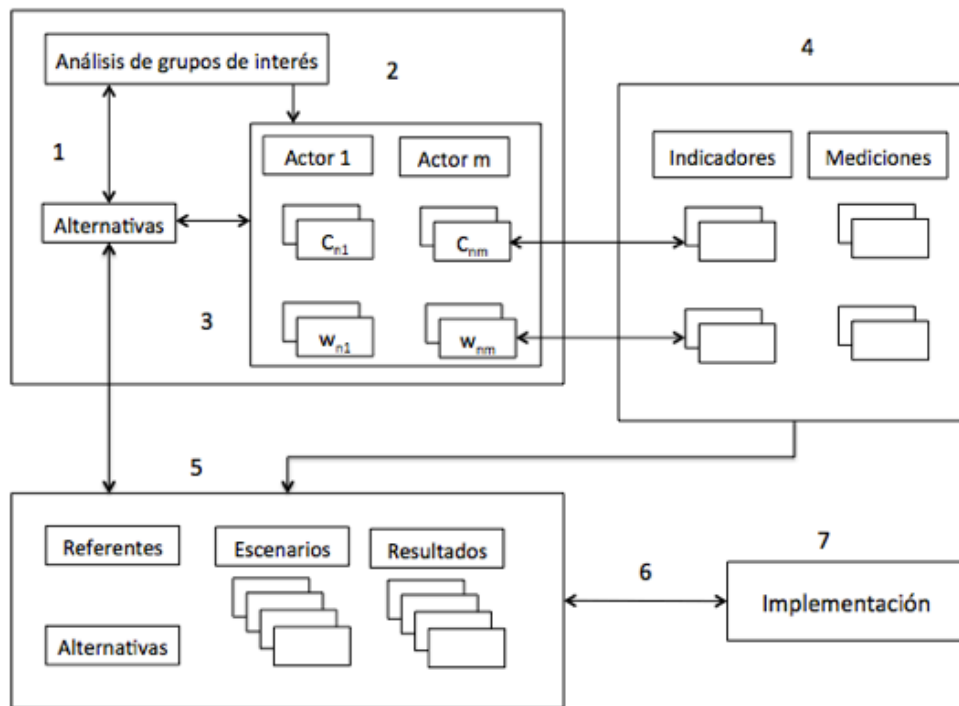 Análisis de grupos de interés
2
4
1
Actor 1
Actor m
Indicadores
Mediciones
Alternativas
Cn1
Cnm
3
wn1
wnm
5
Referentes
Escenarios
Resultados
6
7
Implementación
Alternativas